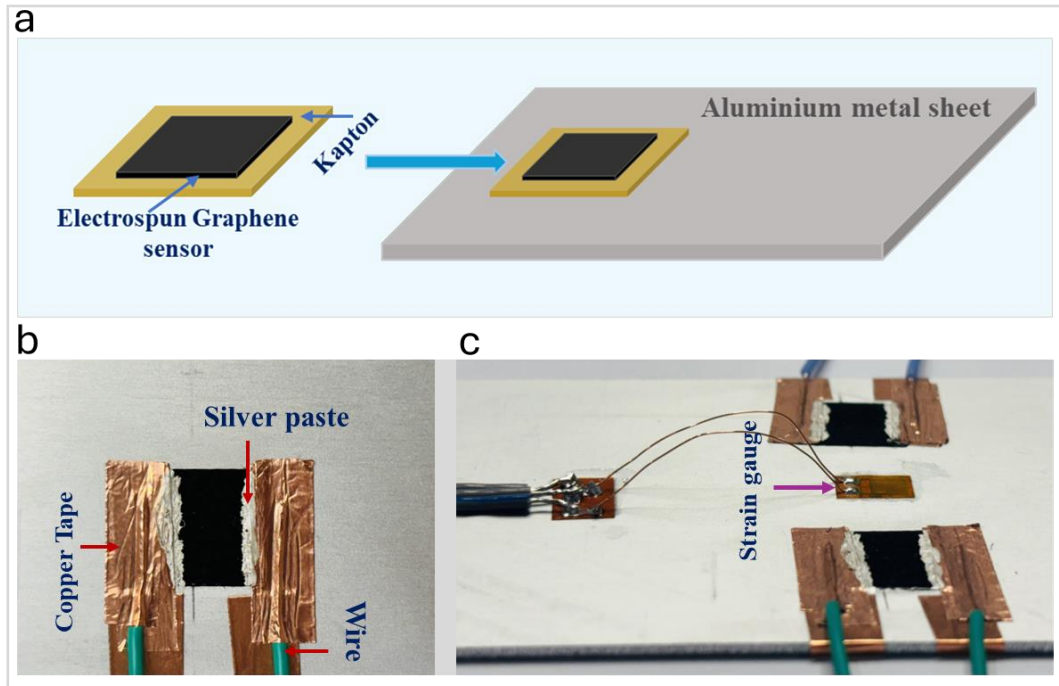 a
Aluminium metal sheet
Kapton
Electrospun Graphene
sensor
b
Silver paste
Copper Tape
Wire
c
Strain gauge